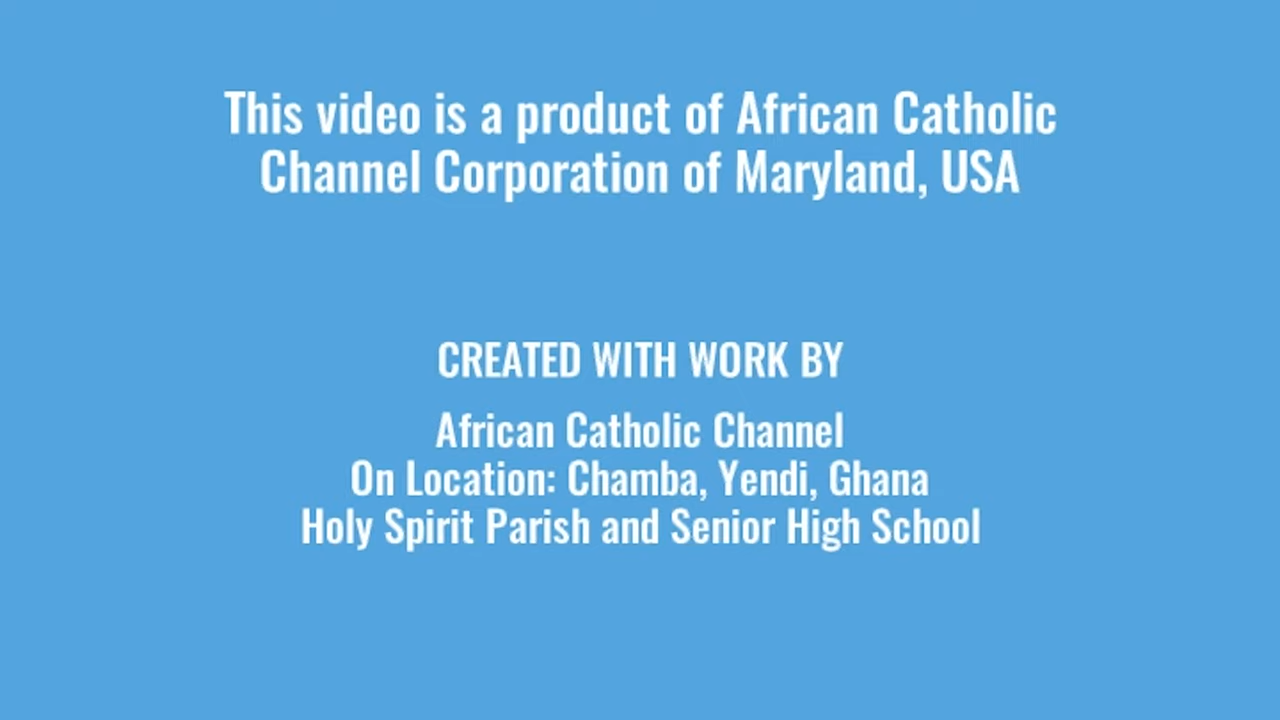 This video is a product of African Catholic
Channel Corporation of Maryland, USA
CREATED WITH WORK BY
African Catholic Channel
On Location: Chamba, Yendi, Ghana
Holy Spirit Parish and Senior High School